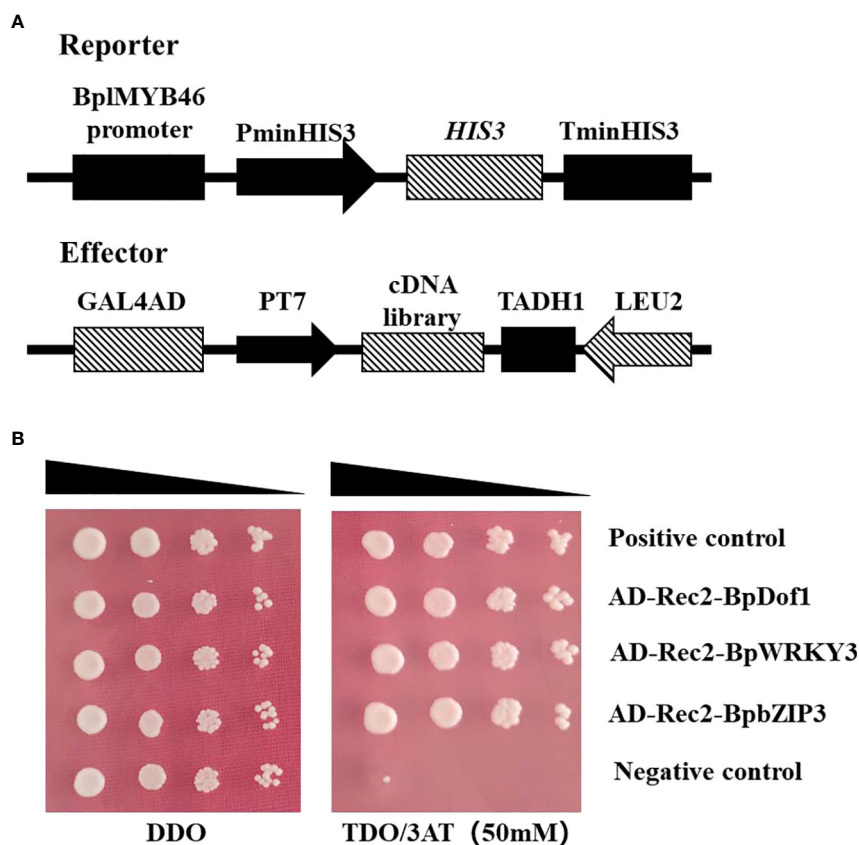 A
Reporter
BplMYB46
promoter
PminHIS3
HIS3
TminHIS3
Effector
GAL4AD
PT7
cDNA
library
TADH1
LEU2
B
Positive control
AD-Rec2-BpDof1
AD-Rec2-BpWRKY3
AD-Rec2-BpbZIP3
Negative control
DDO
TDO/3AT（50mM）